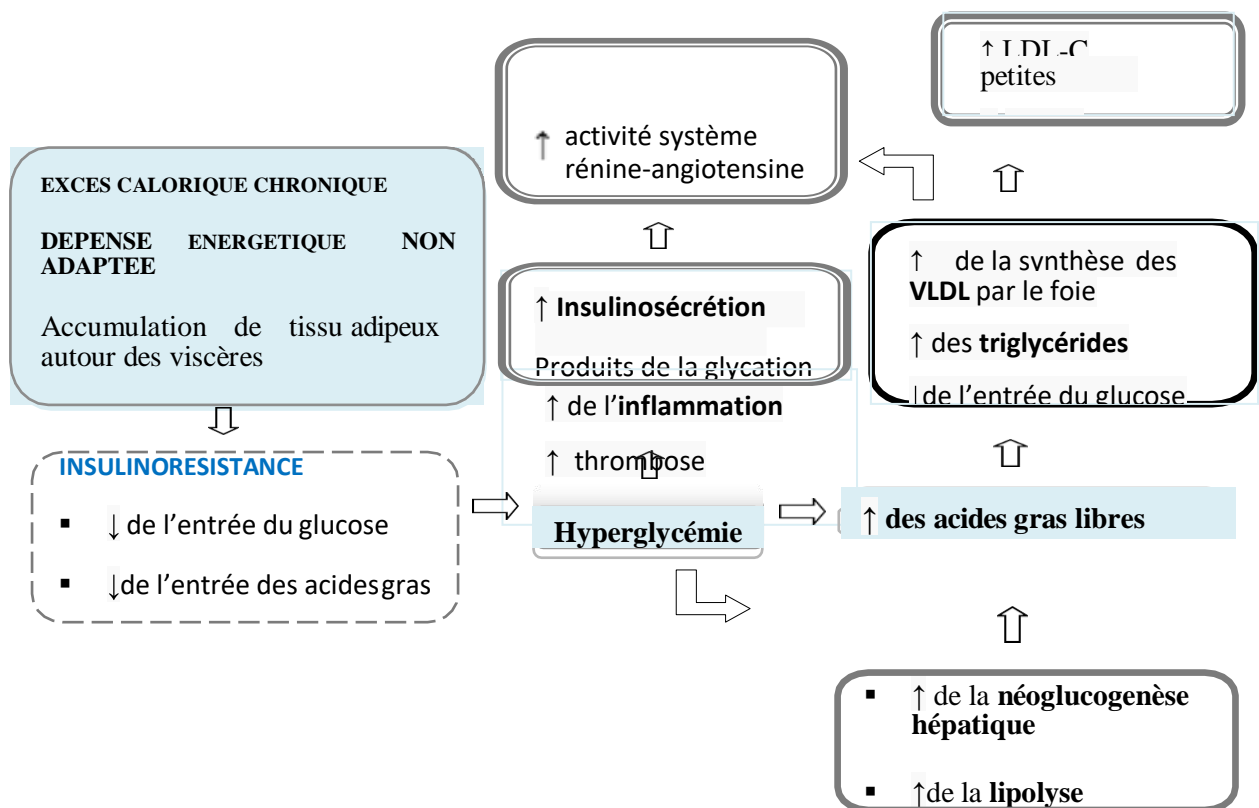 ↑ LDL-C
petites
↑ activité système
rénine-angiotensine
EXCES CALORIQUE CHRONIQUE
DEPENSE ENERGETIQUE NON
ADAPTEE
Accumulation de tissu adipeux
autour des viscères
↑ de la synthèse des
VLDL par le foie
↑ des triglycérides
↓de l’entrée du glucose
↑ Insulinosécrétion
Produits de la glycation
↑ de l’inflammation
↑ thrombose
INSULINORESISTANCE
▪ ↓ de l’entrée du glucose
▪ ↓de l’entrée des acidesgras
Hyperglycémie
↑ des acides gras libres
▪ ↑ de la néoglucogenèse
hépatique
▪ ↑de la lipolyse